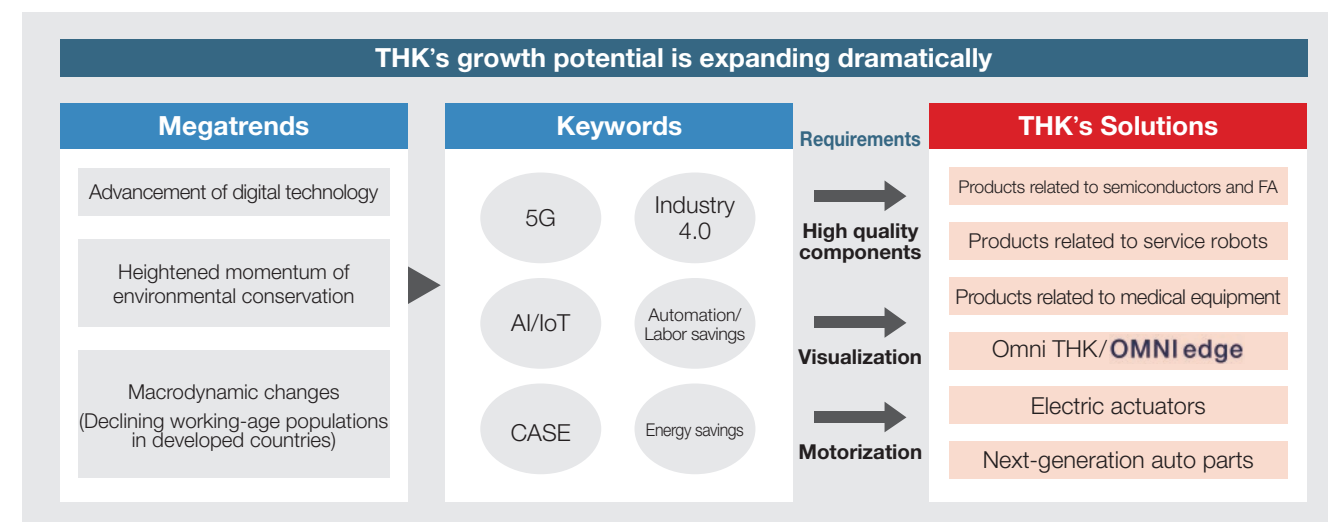 THK's growth potential is expanding dramatically
Megatrends
Advancement of digital technology
Heightened momentum of
environmental conservation
Macrodynamic changes
(Declining working-age populations
in developed countries)
Keywords
5G
Industry
4.0
AI/IoT
Automation/
Labor savings
CASE
Energy savings
Requirements
High quality
components
Visualization
Motorization
THK's Solutions
Products related to semiconductors and FA
Products related to service robots
Products related to medical equipment
Omni THK/OMNI edge
Electric actuators
Next-generation auto parts